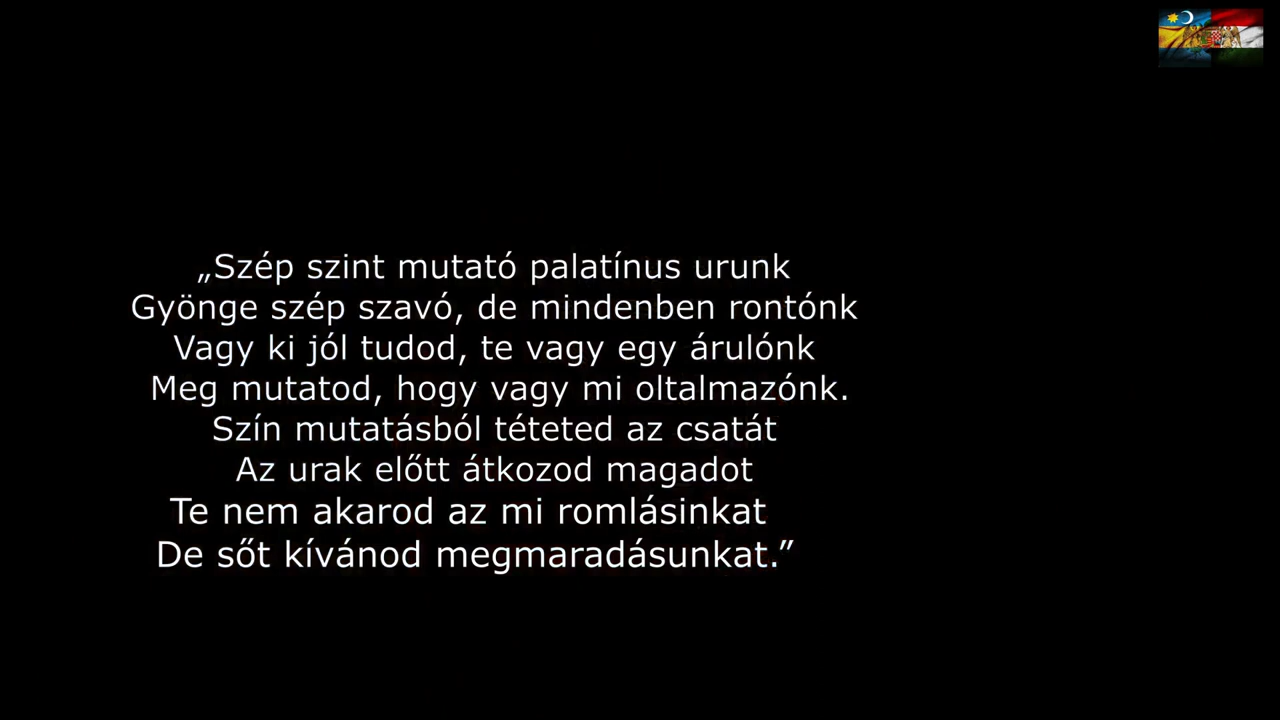 „Szép szint mutató palatínus urunk
Gyönge szép szavó, de mindenben rontónk
Vagy ki jól tudod, te vagy egy árulónk
Meg mutatod, hogy vagy mi oltalmazónk.
Szín mutatásból téteted az csatát
Az urak előtt átkozod magadot
Te nem akarod az mi romlásinkat
De sőt kívánod megmaradásunkat.”